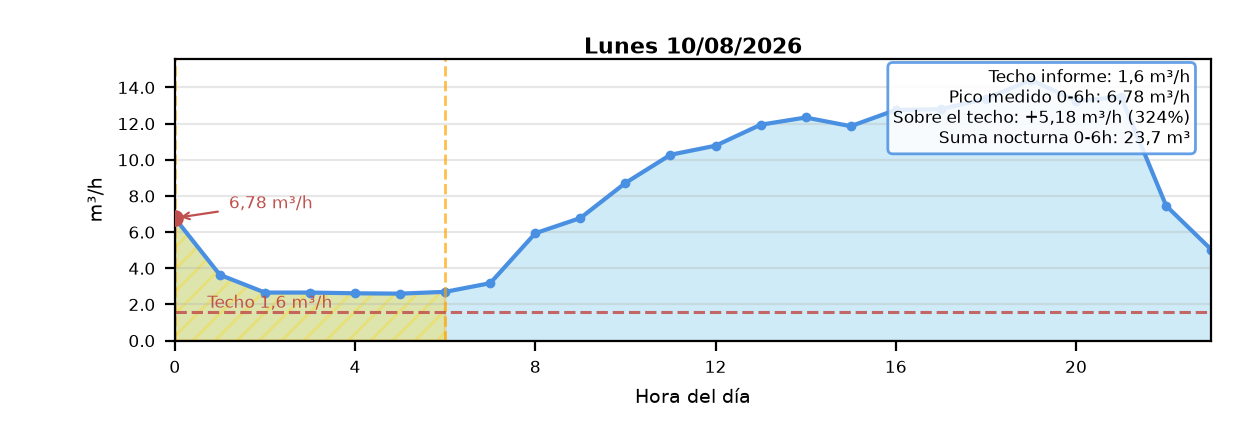 Lunes 10/08/2026
Techo informe: 1,6 m³/h
Pico medido 0-6h: 6,78 m³/h
Sobre el techo: +5,18 m³/h (324%)
Suma nocturna 0-6h: 23,7 m³
14.0
12.0
10.0
8.0
6.0
4.0
2.0
0.0
m³/h
6,78 m³/h
Techo 1,6 m³/h
0
4
8
12
16
20
Hora del día